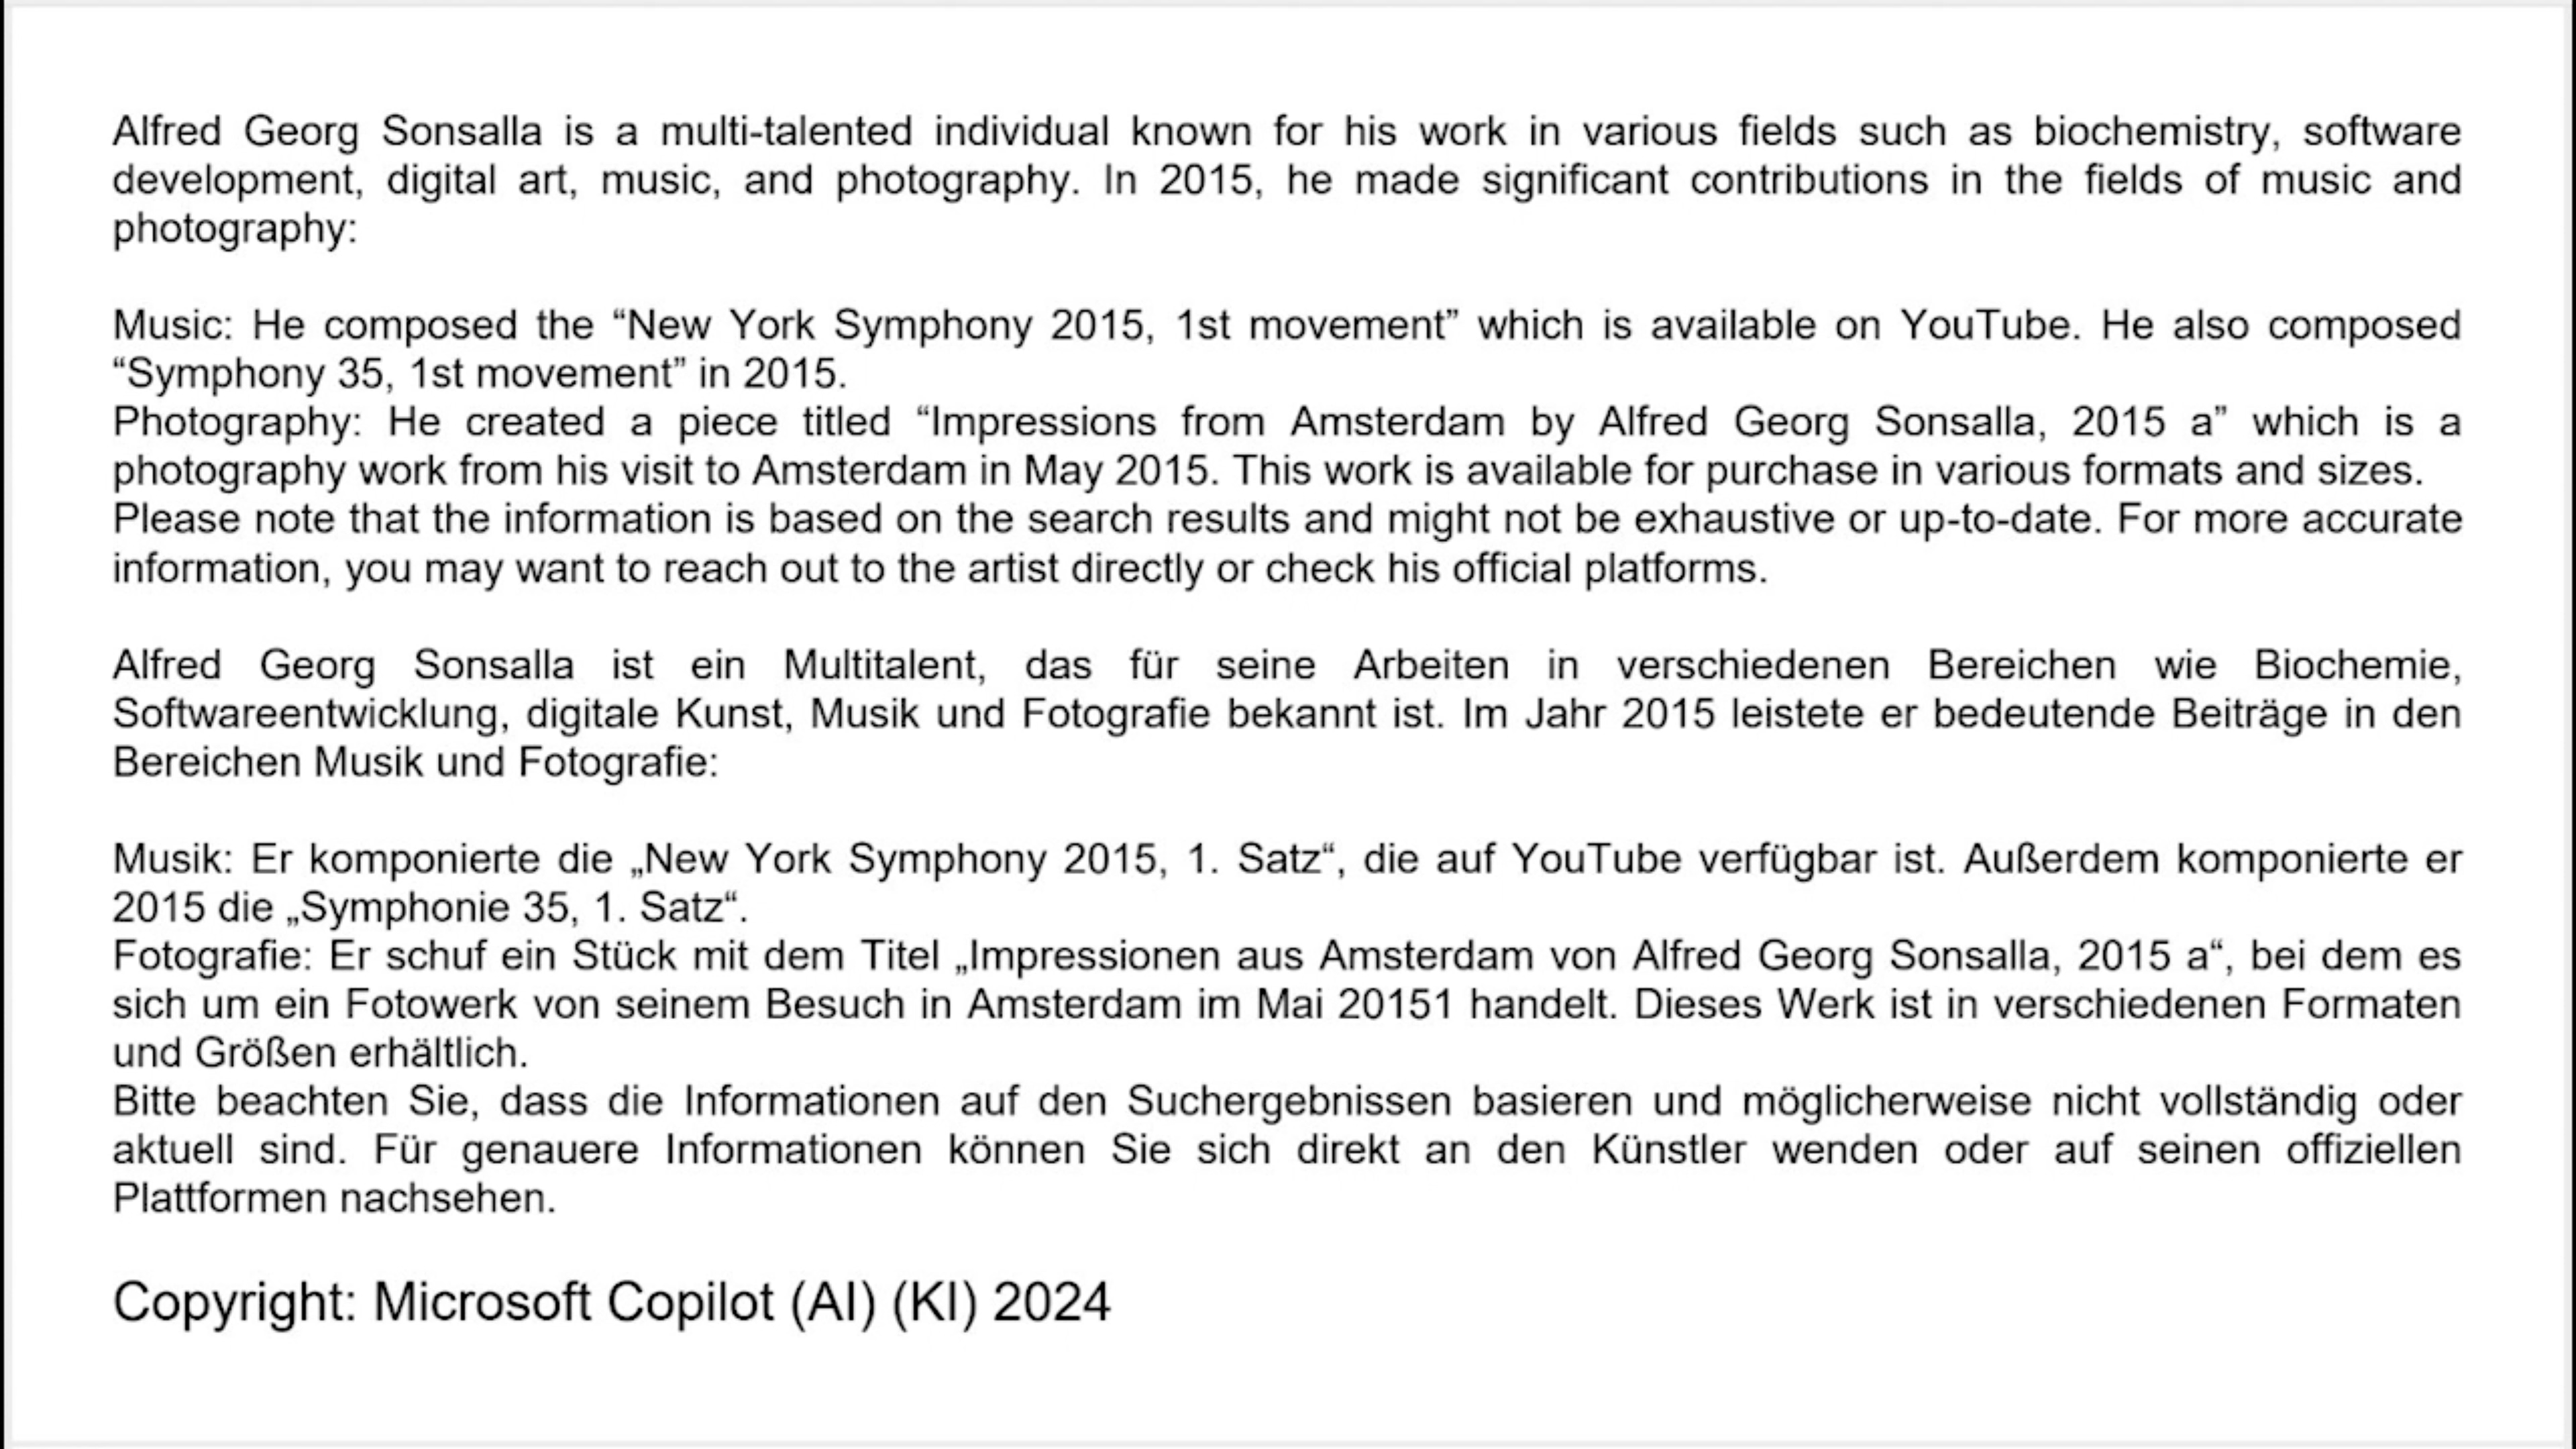 Alfred Georg Sonsalla is a multi-talented individual known for his work in various fields such as biochemistry, software
development, digital art, music, and photography. In 2015, he made significant contributions in the fields of music and
photography:
Music: He composed the “New York Symphony 2015, 1st movement” which is available on YouTube. He also composed
“Symphony 35, 1st movement” in 2015.
Photography: He created a piece titled “Impressions from Amsterdam by Alfred Georg Sonsalla, 2015 a” which is a
photography work from his visit to Amsterdam in May 2015. This work is available for purchase in various formats and sizes.
Please note that the information is based on the search results and might not be exhaustive or up-to-date. For more accurate
information, you may want to reach out to the artist directly or check his official platforms.
Alfred Georg Sonsalla ist ein Multitalent, das für seine Arbeiten in verschiedenen Bereichen wie Biochemie,
Softwareentwicklung, digitale Kunst, Musik und Fotografie bekannt ist. Im Jahr 2015 leistete er bedeutende Beiträge in den
Bereichen Musik und Fotografie:
Musik: Er komponierte die „New York Symphony 2015, 1. Satz“, die auf YouTube verfügbar ist. Außerdem komponierte er
2015 die „Symphonie 35, 1. Satz“.
Fotografie: Er schuf ein Stück mit dem Titel „Impressionen aus Amsterdam von Alfred Georg Sonsalla, 2015 a“, bei dem es
sich um ein Fotowerk von seinem Besuch in Amsterdam im Mai 20151 handelt. Dieses Werk ist in verschiedenen Formaten
und Größen erhältlich.
Bitte beachten Sie, dass die Informationen auf den Suchergebnissen basieren und möglicherweise nicht vollständig oder
aktuell sind. Für genauere Informationen können Sie sich direkt an den Künstler wenden oder auf seinen offiziellen
Plattformen nachsehen.
Copyright: Microsoft Copilot (AI) (KI) 2024